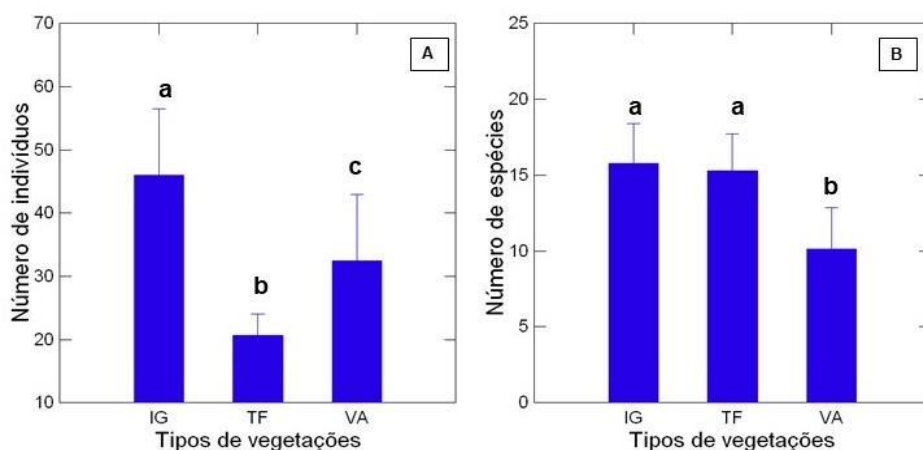 A
70
60
50
40
30
20
10
Número de indivíduos
a
b
c
IG TF VA
Tipos de vegetações
B
25
20
15
10
5
0
Número de espécies
a
a
b
IG TF VA
Tipos de vegetações